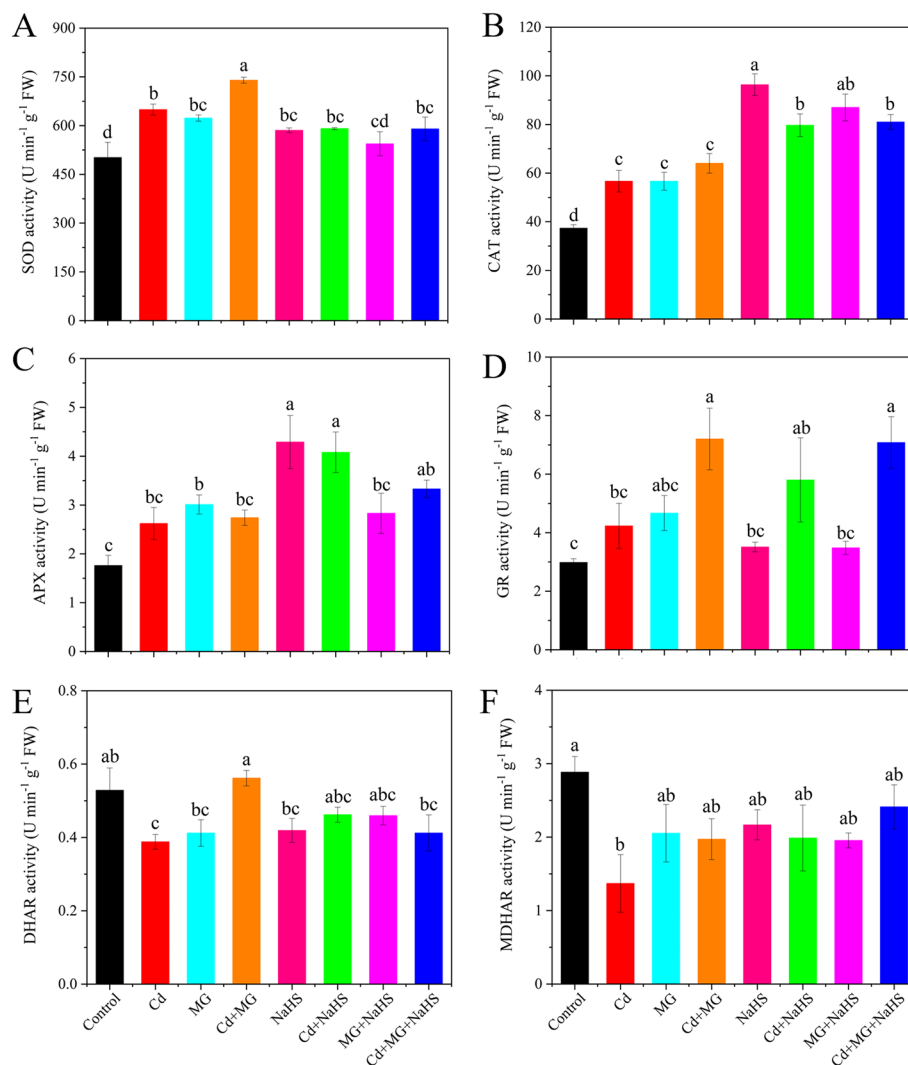 A
SOD activity (U min⁻¹ g⁻¹ FW)
900
750
600
450
300
150
0
d
b
bc
a
bc
bc
cd
bc
B
CAT activity (U min⁻¹ g⁻¹ FW)
120
100
80
60
40
20
0
d
c
c
c
a
b
ab
b
C
APX activity (U min⁻¹ g⁻¹ FW)
6
5
4
3
2
1
0
c
bc
b
bc
a
a
bc
ab
D
GR activity (U min⁻¹ g⁻¹ FW)
10
8
6
4
2
0
c
bc
abc
a
bc
ab
bc
a
E
DHAR activity (U min⁻¹ g⁻¹ FW)
0.8
0.6
0.4
0.2
0.0
ab
c
bc
a
bc
abc
abc
bc
Control
Cd
MG
Cd+MG
NaHS
Cd+NaHS
MG+NaHS
Cd+MG+NaHS
F
MDHAR activity (U min⁻¹ g⁻¹ FW)
4
3
2
1
0
a
b
ab
ab
ab
ab
ab
ab
Control
Cd
MG
Cd+MG
NaHS
Cd+NaHS
MG+NaHS
Cd+MG+NaHS